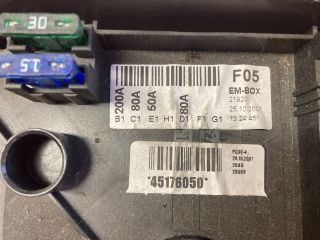 30
15
200A 80A 50A 80A
B1 C1 E1 H1 D1 F1 G1
F05
EM-BOX
21920
25.10.2001
13:24:45
*45176050*